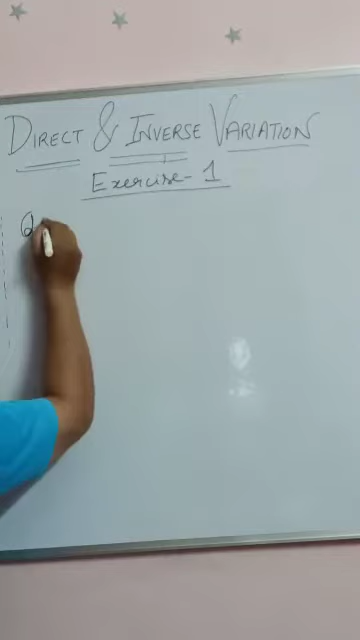 DIRECT & INVERSE VARIATION
Exercise - 1
Q